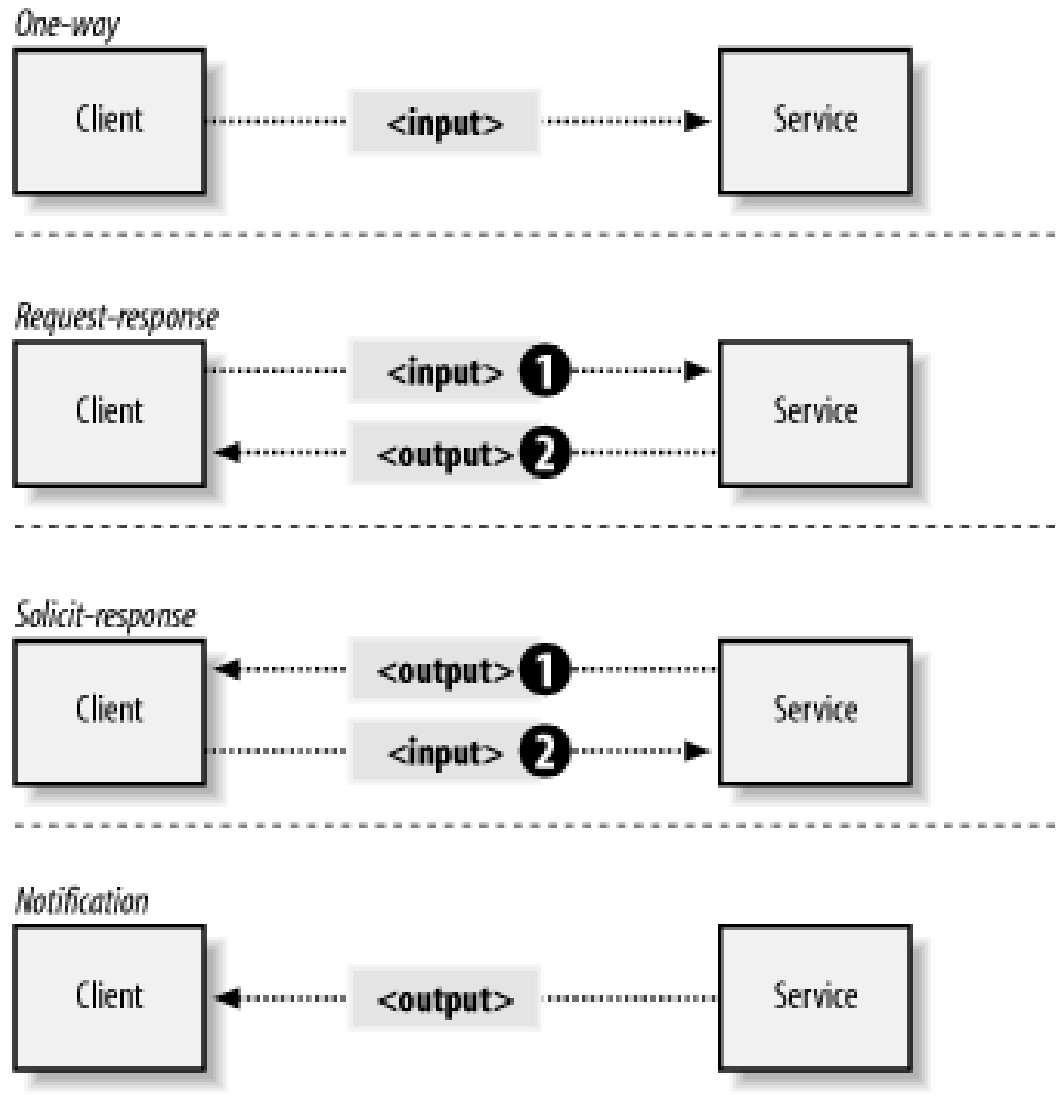 One-way
Client <input> Service
Request-response
Client <input> 1 Service
<output> 2
Solicit-response
Client <output> 1 Service
<input> 2
Notification
Client <output> Service